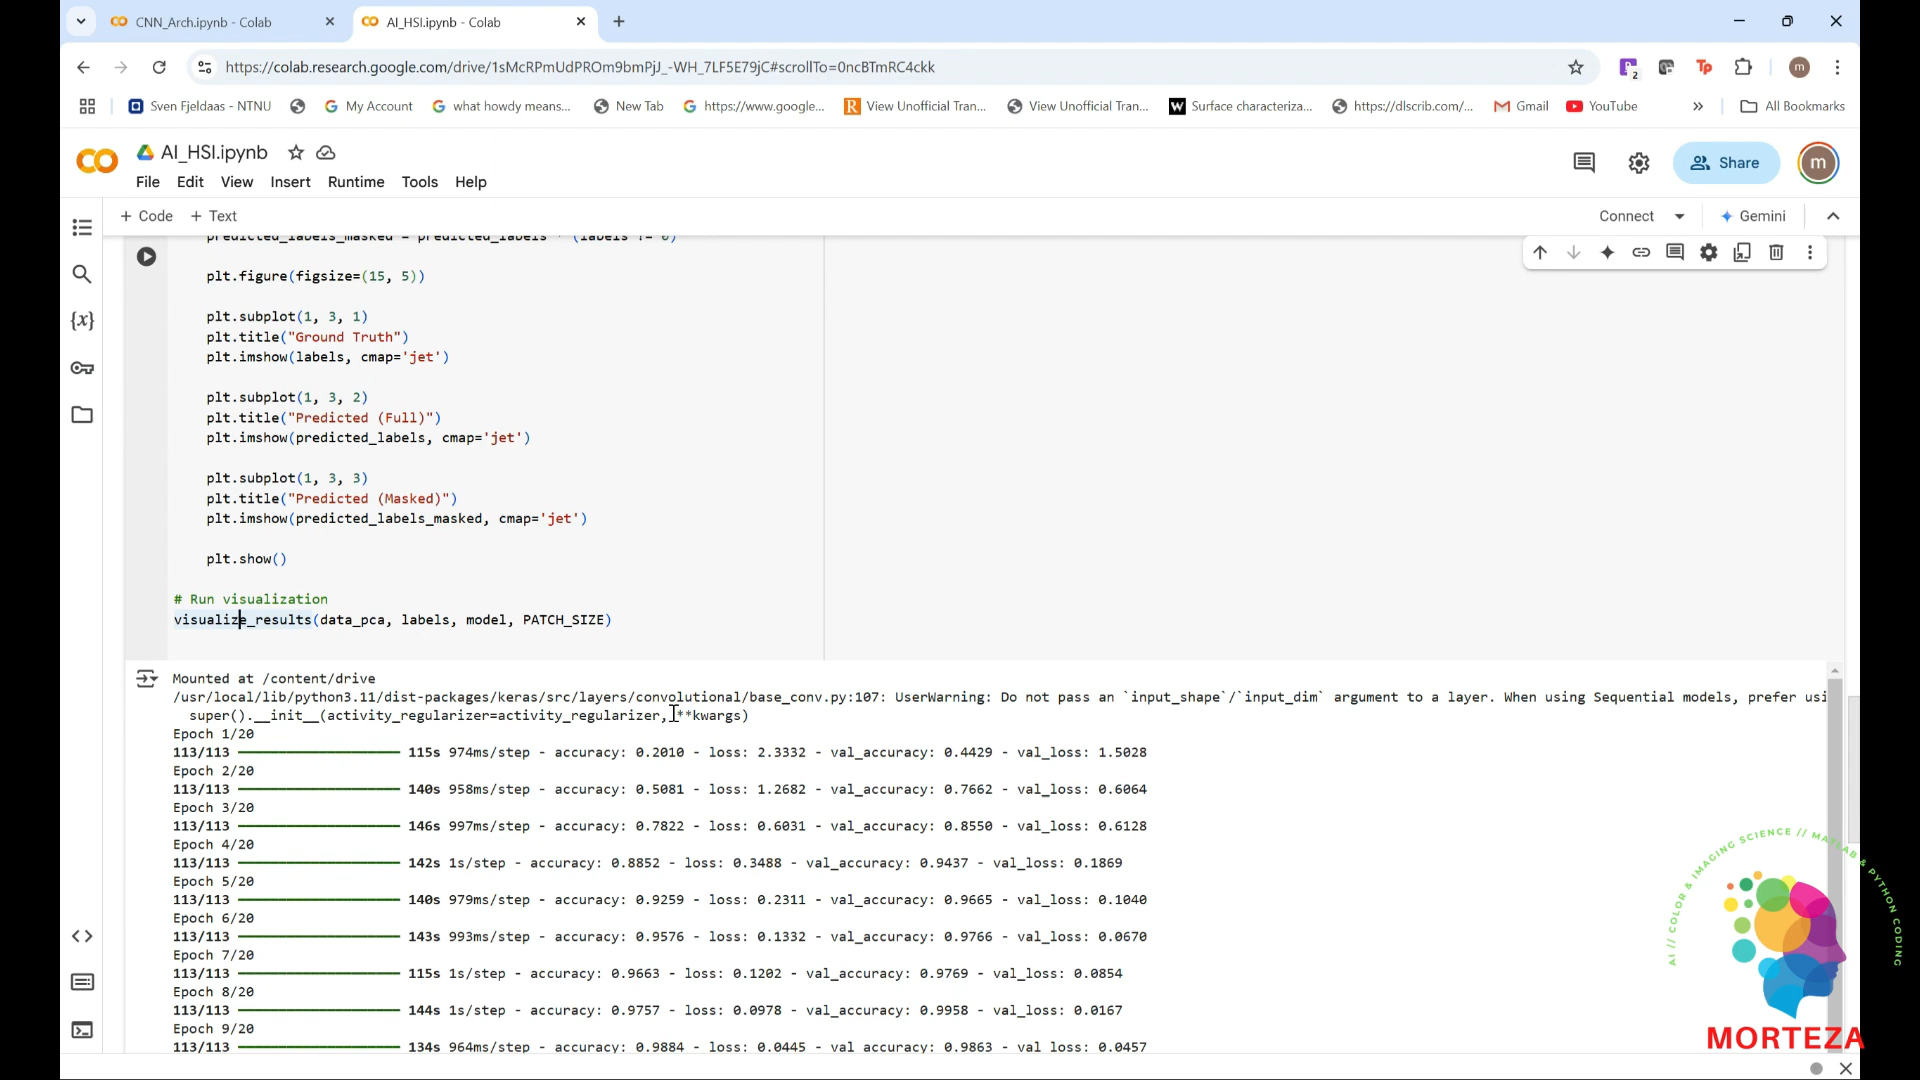 CNN_Arch.ipynb - Colab
AI_HSI.ipynb - Colab
https://colab.research.google.com/drive/1sMcRPmUdPROm9bmPjJ_-WH_7LF5E79jC#scrollTo=0ncBTmRC4ckk
2
Tp
m
Sven Fjeldaas - NTNU
My Account
what howdy means...
New Tab
https://www.google...
View Unofficial Tran...
View Unofficial Tran...
Surface characteriza...
https://dlscrib.com/...
Gmail
YouTube
All Bookmarks
AI_HSI.ipynb
Share
m
File Edit View Insert Runtime Tools Help
+ Code + Text
Connect
Gemini
predicted_labels_masked = predicted_labels * (labels != 0)
plt.figure(figsize=(15, 5))
plt.subplot(1, 3, 1)
plt.title("Ground Truth")
plt.imshow(labels, cmap='jet')
plt.subplot(1, 3, 2)
plt.title("Predicted (Full)")
plt.imshow(predicted_labels, cmap='jet')
plt.subplot(1, 3, 3)
plt.title("Predicted (Masked)")
plt.imshow(predicted_labels_masked, cmap='jet')
plt.show()
# Run visualization
visualize_results(data_pca, labels, model, PATCH_SIZE)
Mounted at /content/drive
/usr/local/lib/python3.11/dist-packages/keras/src/layers/convolutional/base_conv.py:107: UserWarning: Do not pass an `input_shape`/`input_dim` argument to a layer. When using Sequential models, prefer usi
super().__init__(activity_regularizer=activity_regularizer, **kwargs)
Epoch 1/20
113/113 115s 974ms/step - accuracy: 0.2010 - loss: 2.3332 - val_accuracy: 0.4429 - val_loss: 1.5028
Epoch 2/20
113/113 140s 958ms/step - accuracy: 0.5081 - loss: 1.2682 - val_accuracy: 0.7662 - val_loss: 0.6064
Epoch 3/20
113/113 146s 997ms/step - accuracy: 0.7822 - loss: 0.6031 - val_accuracy: 0.8550 - val_loss: 0.6128
Epoch 4/20
113/113 142s 1s/step - accuracy: 0.8852 - loss: 0.3488 - val_accuracy: 0.9437 - val_loss: 0.1869
Epoch 5/20
113/113 140s 979ms/step - accuracy: 0.9259 - loss: 0.2311 - val_accuracy: 0.9665 - val_loss: 0.1040
Epoch 6/20
113/113 143s 993ms/step - accuracy: 0.9576 - loss: 0.1332 - val_accuracy: 0.9766 - val_loss: 0.0670
Epoch 7/20
113/113 115s 1s/step - accuracy: 0.9663 - loss: 0.1202 - val_accuracy: 0.9769 - val_loss: 0.0854
Epoch 8/20
113/113 144s 1s/step - accuracy: 0.9757 - loss: 0.0978 - val_accuracy: 0.9958 - val_loss: 0.0167
Epoch 9/20
113/113 134s 964ms/step - accuracy: 0.9884 - loss: 0.0445 - val_accuracy: 0.9863 - val_loss: 0.0457
AI // COLOR & IMAGING SCIENCE // MATLAB & PYTHON CODING
MORTEZA